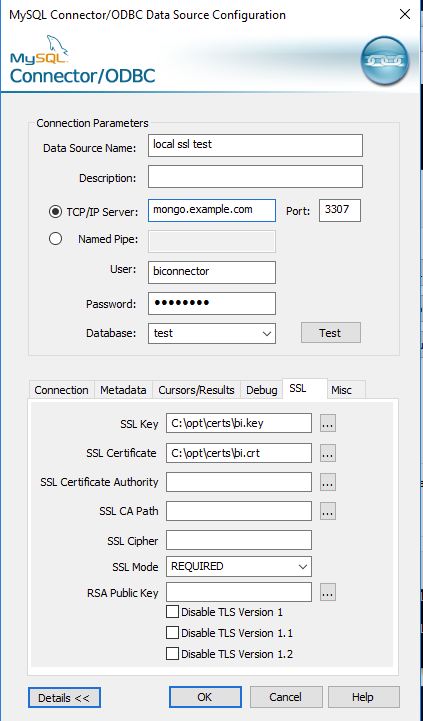 MySQL Connector/ODBC Data Source Configuration
MySQL
Connector/ODBC
Connection Parameters
Data Source Name: local ssl test
Description:
TCP/IP Server: mongo.example.com Port: 3307
Named Pipe:
User: biconnector
Password: ••••••••
Database: test Test
Connection Metadata Cursors/Results Debug SSL Misc
SSL Key C:\opt\certs\bi.key ...
SSL Certificate C:\opt\certs\bi.crt ...
SSL Certificate Authority ...
SSL CA Path ...
SSL Cipher
SSL Mode REQUIRED
RSA Public Key ...
Disable TLS Version 1
Disable TLS Version 1.1
Disable TLS Version 1.2
Details << OK Cancel Help